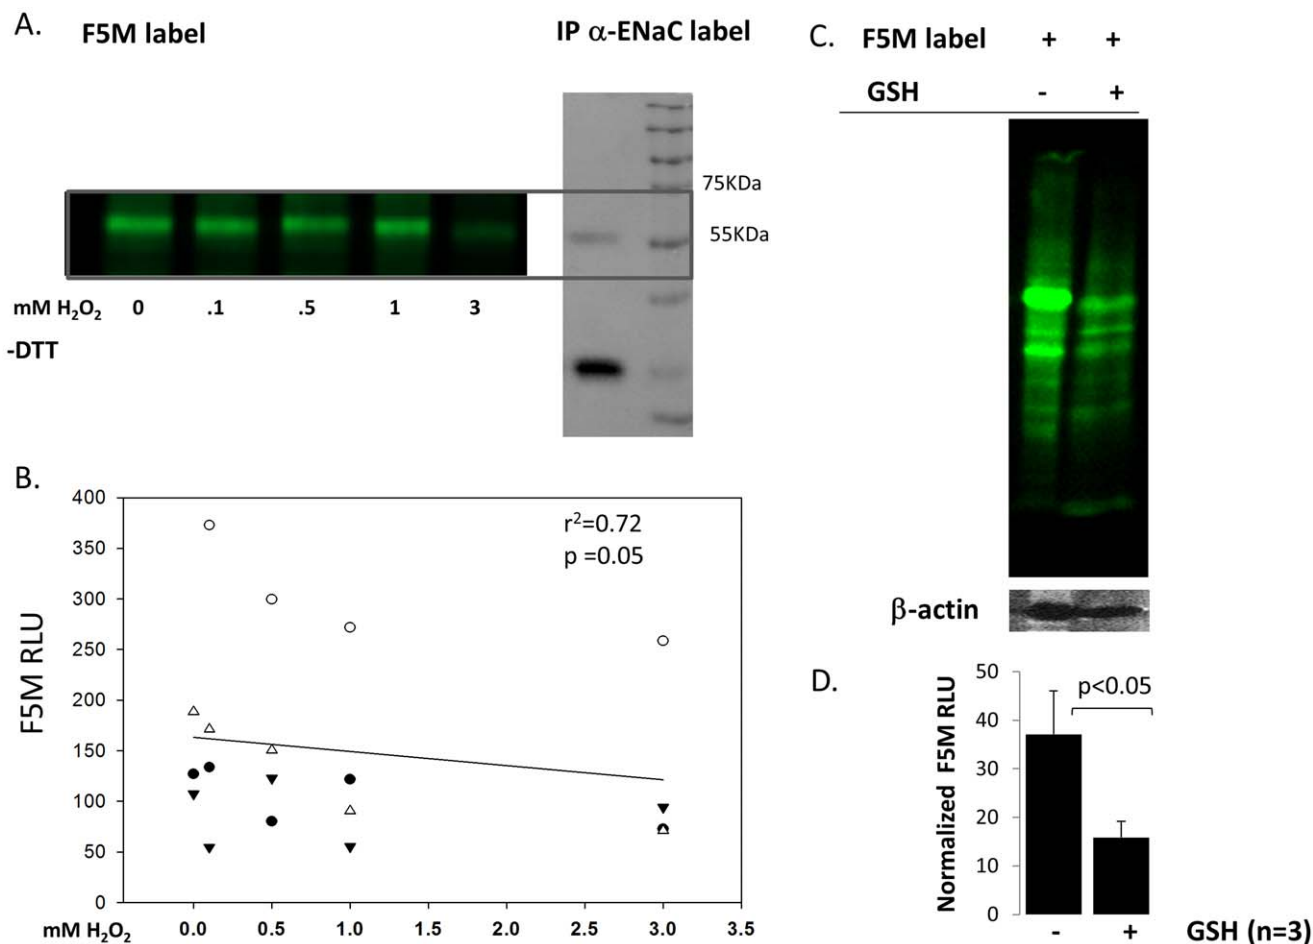 A.
F5M label
IP α-ENaC label
75KDa
55KDa
mM H₂O₂ 0 .1 .5 1 3
-DTT
B.
400
350
300
250
200
150
100
50
0
F5M RLU
r²=0.72
p =0.05
mM H₂O₂ 0.0 0.5 1.0 1.5 2.0 2.5 3.0 3.5
C.
F5M label + +
GSH - +
β-actin
D.
50
40
30
20
10
0
Normalized F5M RLU
p<0.05
- + GSH (n=3)